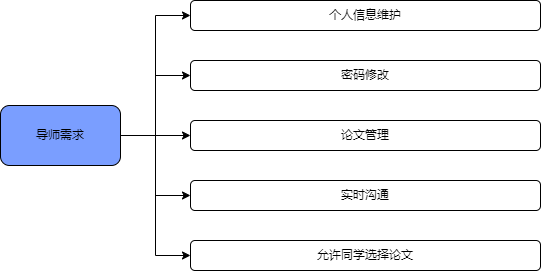 个人信息维护
密码修改
导师需求
论文管理
实时沟通
允许同学选择论文